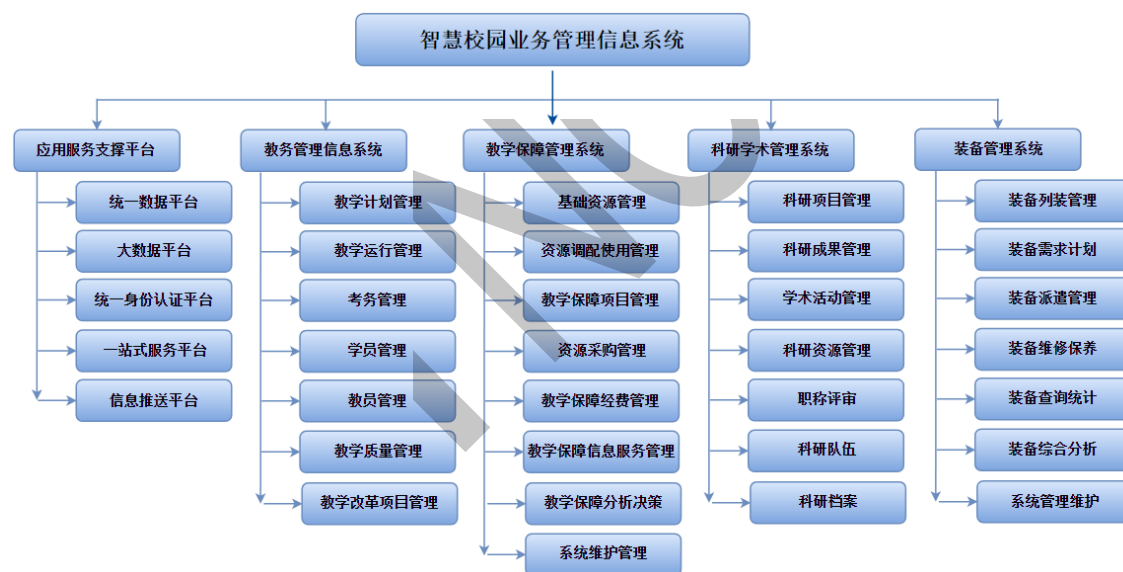 智慧校园业务管理信息系统
应用服务支撑平台
统一数据平台
大数据平台
统一身份认证平台
一站式服务平台
信息推送平台
教务管理信息系统
教学计划管理
教学运行管理
考务管理
学员管理
教员管理
教学质量管理
教学改革项目管理
教学保障管理系统
基础资源管理
资源调配使用管理
教学保障项目管理
资源采购管理
教学保障经费管理
教学保障信息服务管理
教学保障分析决策
系统维护管理
科研学术管理系统
科研项目管理
科研成果管理
学术活动管理
科研资源管理
职称评审
科研队伍
科研档案
装备管理系统
装备列装管理
装备需求计划
装备派遣管理
装备维修保养
装备查询统计
装备综合分析
系统管理维护